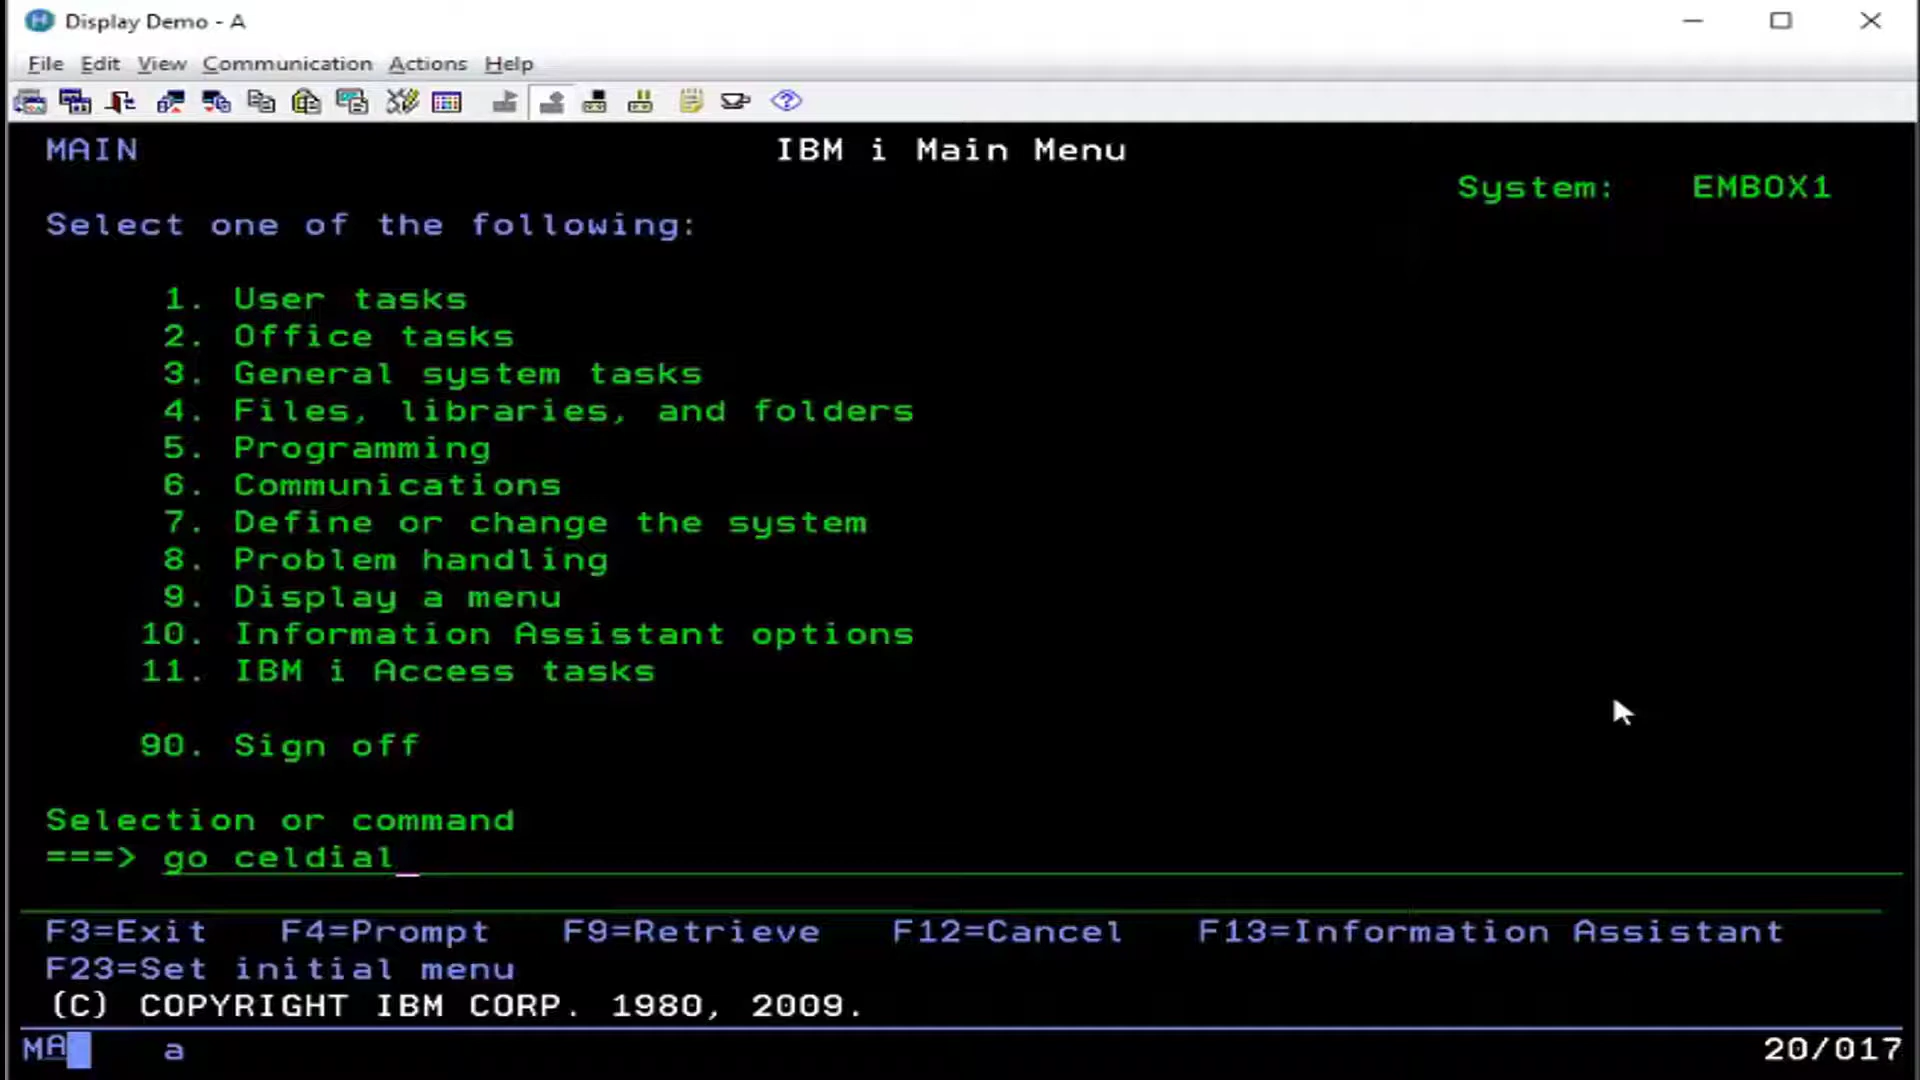 Display Demo - A
File Edit View Communication Actions Help
MAIN IBM i Main Menu
System: EMBOX1
Select one of the following:
1. User tasks
2. Office tasks
3. General system tasks
4. Files, libraries, and folders
5. Programming
6. Communications
7. Define or change the system
8. Problem handling
9. Display a menu
10. Information Assistant options
11. IBM i Access tasks
90. Sign off
Selection or command
===> go celdial_
F3=Exit F4=Prompt F9=Retrieve F12=Cancel F13=Information Assistant
F23=Set initial menu
(C) COPYRIGHT IBM CORP. 1980, 2009.
MA a 20/017